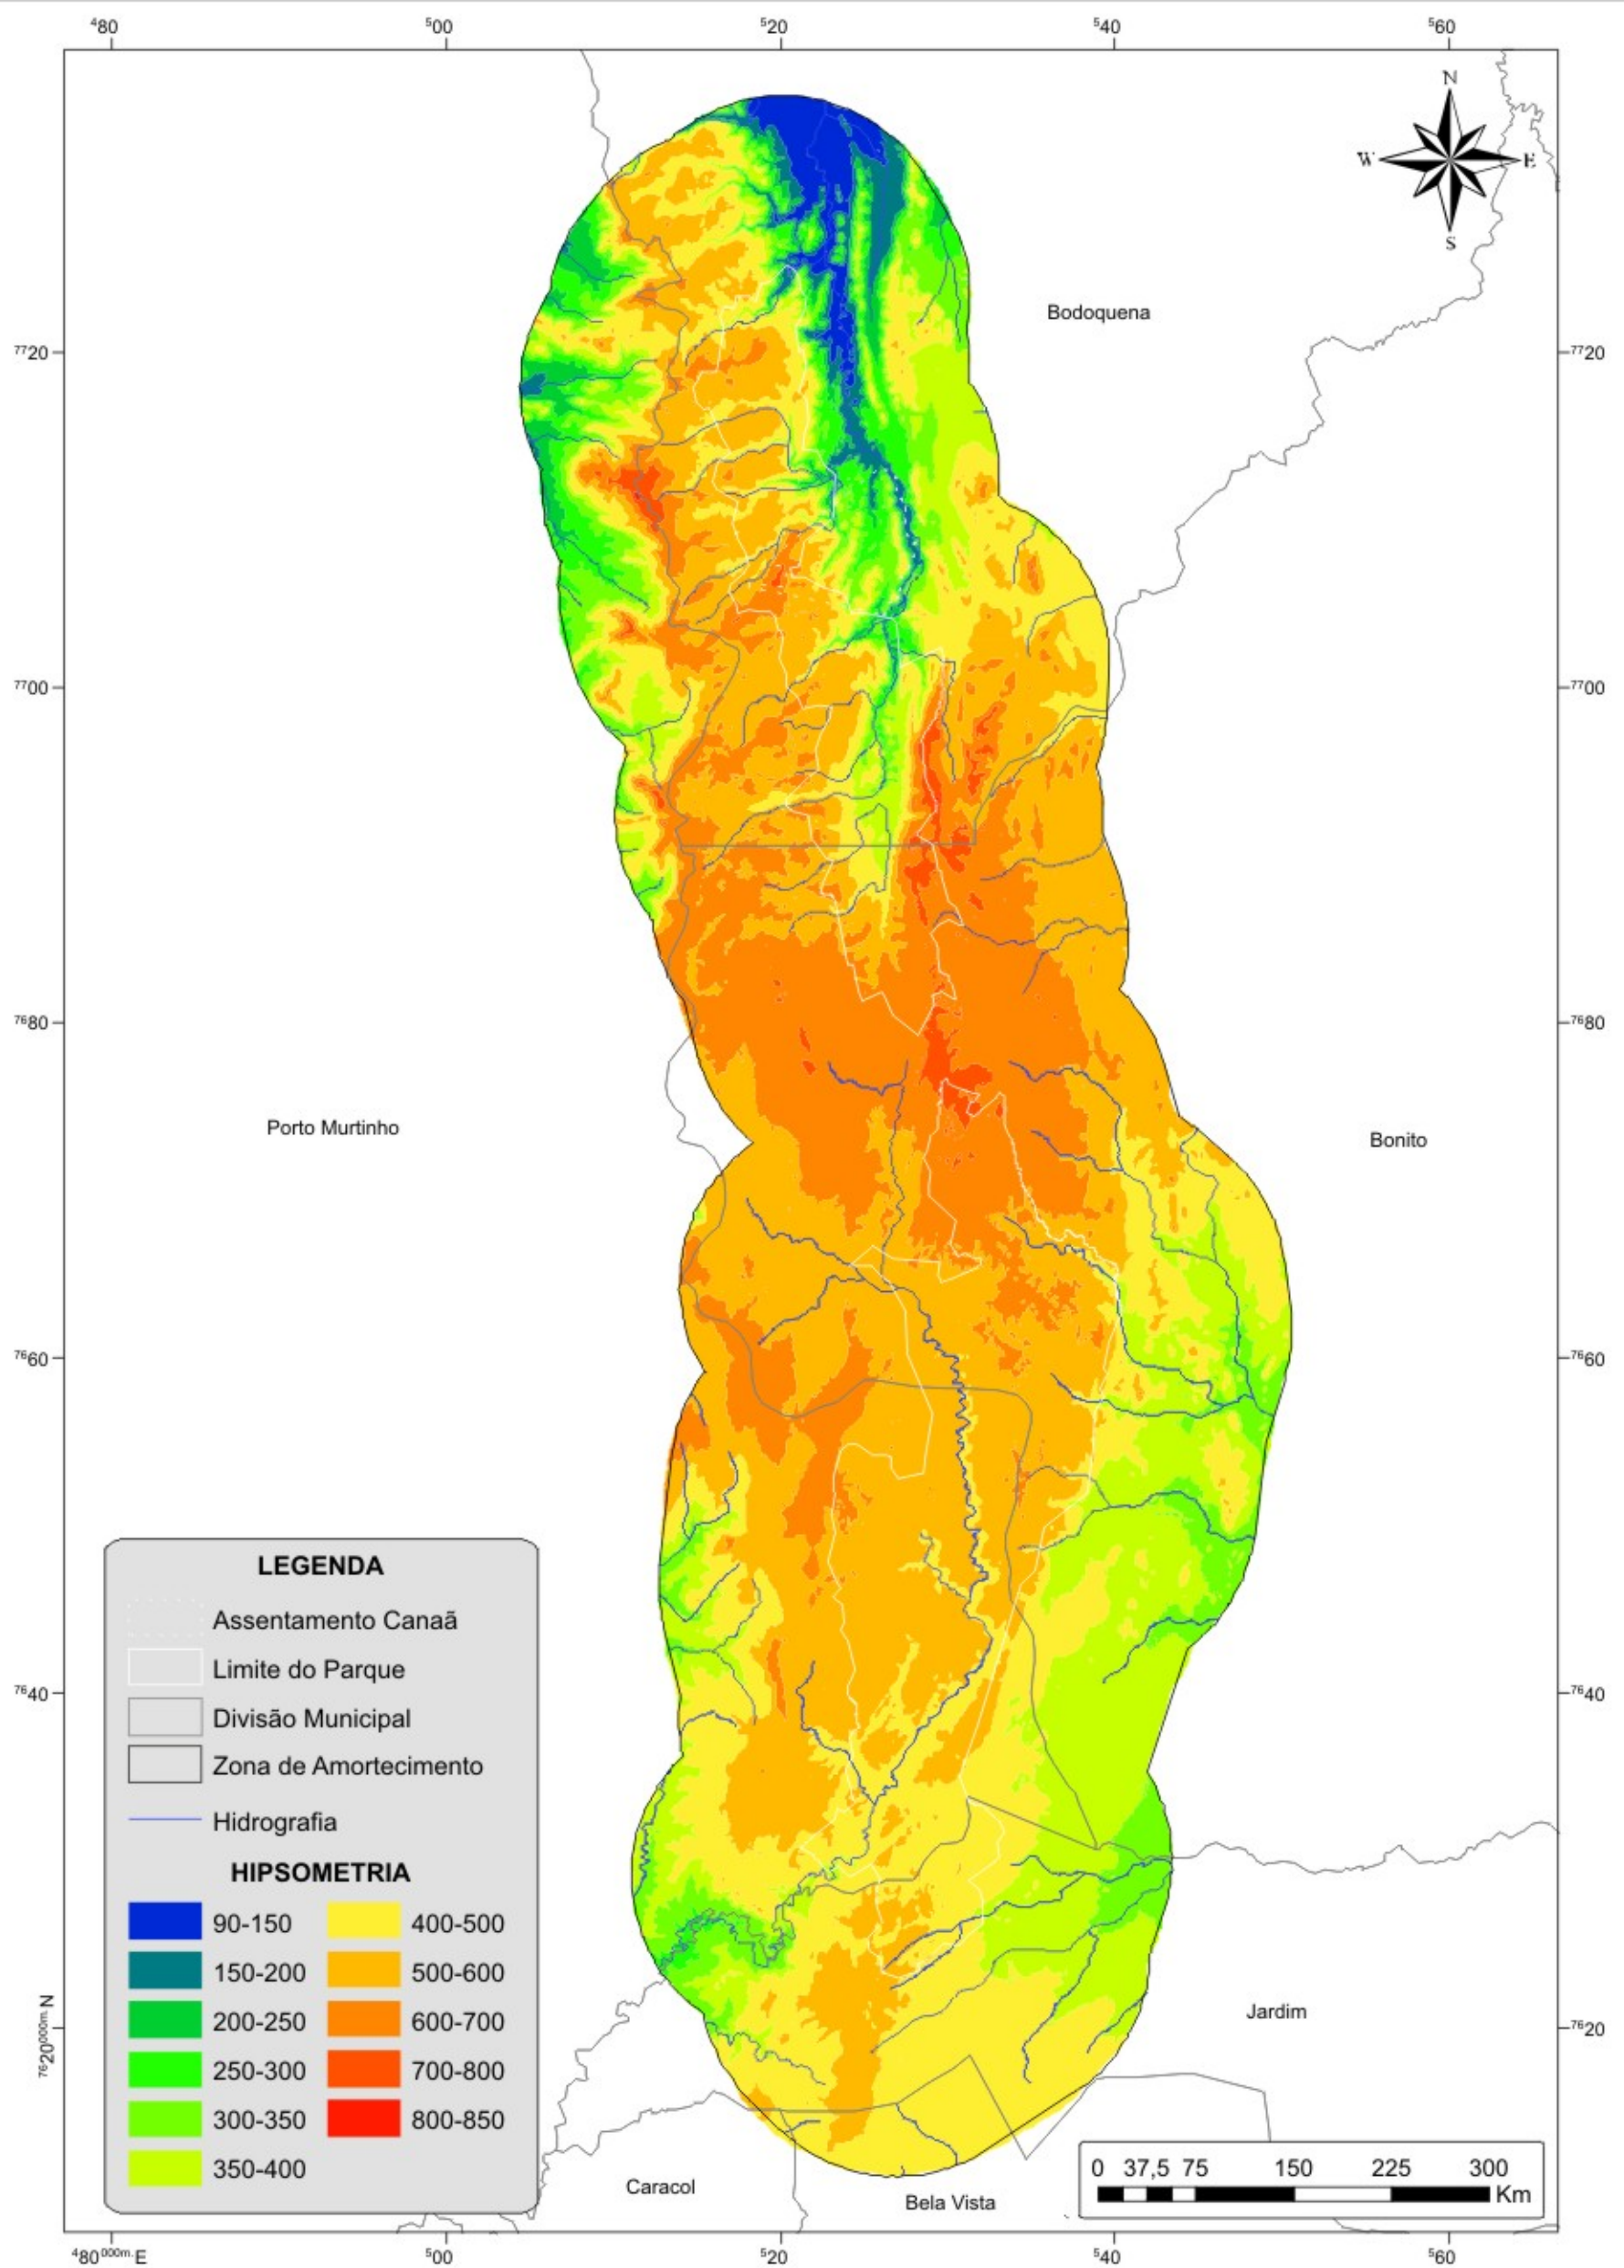 480 500 520 540 560
N
W E
S
Bodoquena
7720 7720
7700 7700
7680 7680
Porto Murtinho
Bonito
7660 7660
7640 7640
LEGENDA
Assentamento Canaã
Limite do Parque
Divisão Municipal
Zona de Amortecimento
Hidrografia
HIPSOMETRIA
90-150 400-500
150-200 500-600
200-250 600-700
250-300 700-800
300-350 800-850
350-400
7620000m. N 7620
Jardim
Caracol
Bela Vista
0 37,5 75 150 225 300
Km
480000m. E 500 520 540 560